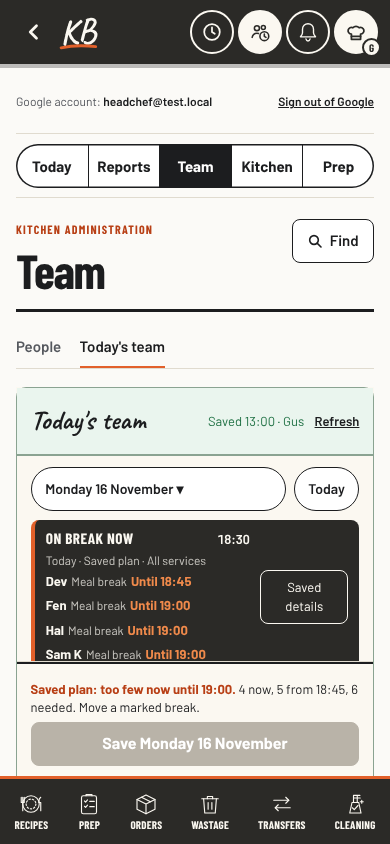 KB
G
Google account: headchef@test.local Sign out of Google
Today Reports Team Kitchen Prep
KITCHEN ADMINISTRATION
Find
Team
People Today's team
Today's team Saved 13:00 · Gus Refresh
Monday 16 November ▾ Today
ON BREAK NOW 18:30
Today · Saved plan · All services
Dev Meal break Until 18:45
Fen Meal break Until 19:00
Hal Meal break Until 19:00
Sam K Meal break Until 19:00
Saved
details
Saved plan: too few now until 19:00. 4 now, 5 from 18:45, 6
needed. Move a marked break.
Save Monday 16 November
RECIPES PREP ORDERS WASTAGE TRANSFERS CLEANING